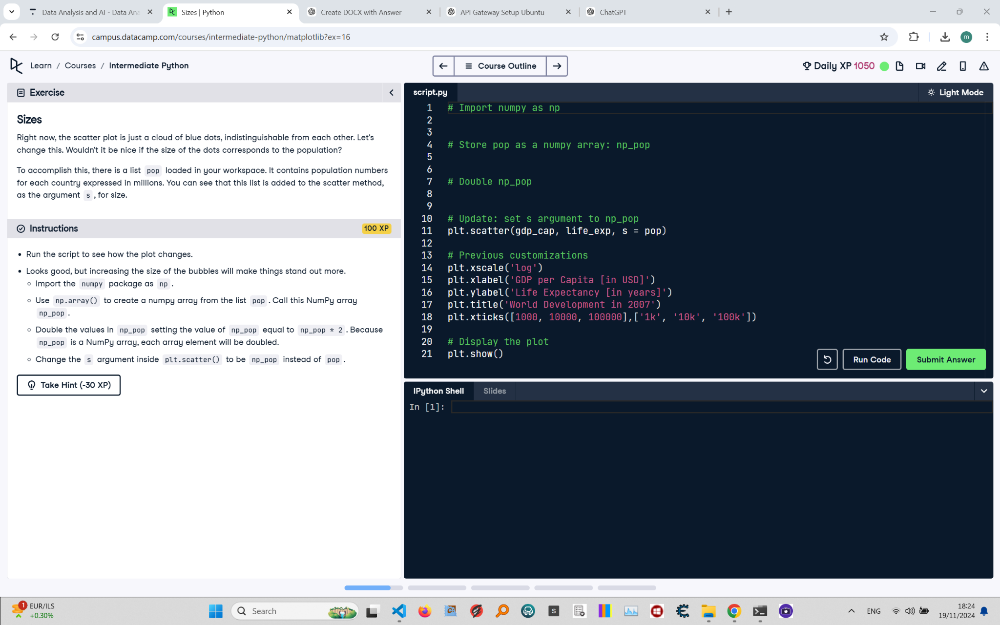 Data Analysis and AI - Data Ana
Sizes | Python
Create DOCX with Answer
API Gateway Setup Ubuntu
ChatGPT
campus.datacamp.com/courses/intermediate-python/matplotlib?ex=16
m
Learn / Courses / Intermediate Python
Course Outline
Daily XP 1050
Exercise
Sizes
Right now, the scatter plot is just a cloud of blue dots, indistinguishable from each other. Let's
change this. Wouldn't it be nice if the size of the dots corresponds to the population?
To accomplish this, there is a list pop loaded in your workspace. It contains population numbers
for each country expressed in millions. You can see that this list is added to the scatter method,
as the argument s , for size.
Instructions
100 XP
• Run the script to see how the plot changes.
• Looks good, but increasing the size of the bubbles will make things stand out more.
Import the numpy package as np .
Use np.array() to create a numpy array from the list pop . Call this NumPy array
np_pop .
Double the values in np_pop setting the value of np_pop equal to np_pop * 2 . Because
np_pop is a NumPy array, each array element will be doubled.
Change the s argument inside plt.scatter() to be np_pop instead of pop .
Take Hint (-30 XP)
script.py
Light Mode
1 # Import numpy as np
2
3
4 # Store pop as a numpy array: np_pop
5
6
7 # Double np_pop
8
9
10 # Update: set s argument to np_pop
11 plt.scatter(gdp_cap, life_exp, s = pop)
12
13 # Previous customizations
14 plt.xscale('log')
15 plt.xlabel('GDP per Capita [in USD]')
16 plt.ylabel('Life Expectancy [in years]')
17 plt.title('World Development in 2007')
18 plt.xticks([1000, 10000, 100000],['1k', '10k', '100k'])
19
20 # Display the plot
21 plt.show()
Run Code
Submit Answer
IPython Shell
Slides
In [1]:
1
EUR/ILS
+0.30%
Search
S
ENG
18:24
19/11/2024